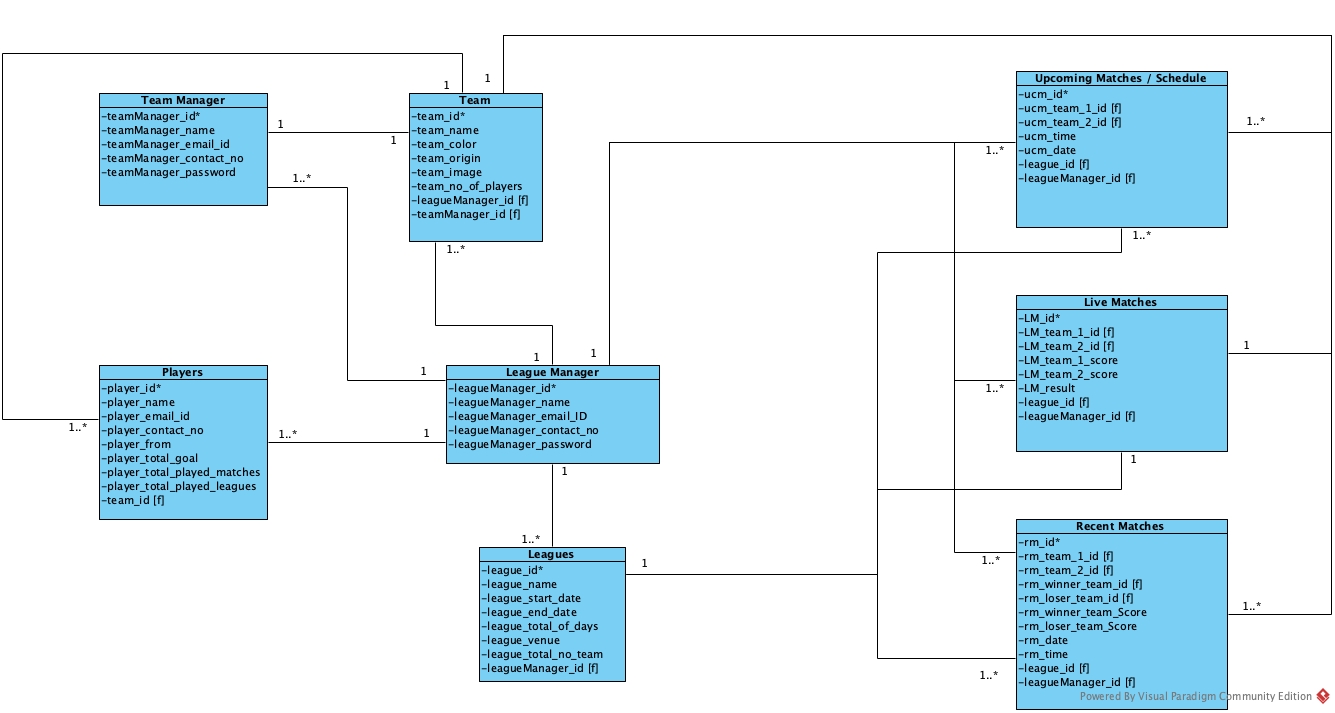 1
1
Team Manager
-teamManager_id*
-teamManager_name
-teamManager_email_id
-teamManager_contact_no
-teamManager_password
1
1
1..*
Team
-team_id*
-team_name
-team_color
-team_origin
-team_image
-team_no_of_players
-leagueManager_id [f]
-teamManager_id [f]
1..*
Upcoming Matches / Schedule
-ucm_id*
-ucm_team_1_id [f]
-ucm_team_2_id [f]
-ucm_time
-ucm_date
-league_id [f]
-leagueManager_id [f]
1..*
1..*
1..*
Live Matches
-LM_id*
-LM_team_1_id [f]
-LM_team_2_id [f]
-LM_team_1_score
-LM_team_2_score
-LM_result
-league_id [f]
-leagueManager_id [f]
1
1..*
1
Players
-player_id*
-player_name
-player_email_id
-player_contact_no
-player_from
-player_total_goal
-player_total_played_matches
-player_total_played_leagues
-team_id [f]
1..*
1..*
1
1
1
1
League Manager
-leagueManager_id*
-leagueManager_name
-leagueManager_email_ID
-leagueManager_contact_no
-leagueManager_password
1
1..*
Leagues
-league_id*
-league_name
-league_start_date
-league_end_date
-league_total_of_days
-league_venue
-league_total_no_team
-leagueManager_id [f]
1
Recent Matches
-rm_id*
-rm_team_1_id [f]
-rm_team_2_id [f]
-rm_winner_team_id [f]
-rm_loser_team_id [f]
-rm_winner_team_Score
-rm_loser_team_Score
-rm_date
-rm_time
-league_id [f]
-leagueManager_id [f]
1..*
1..*
1..*
Powered By Visual Paradigm Community Edition